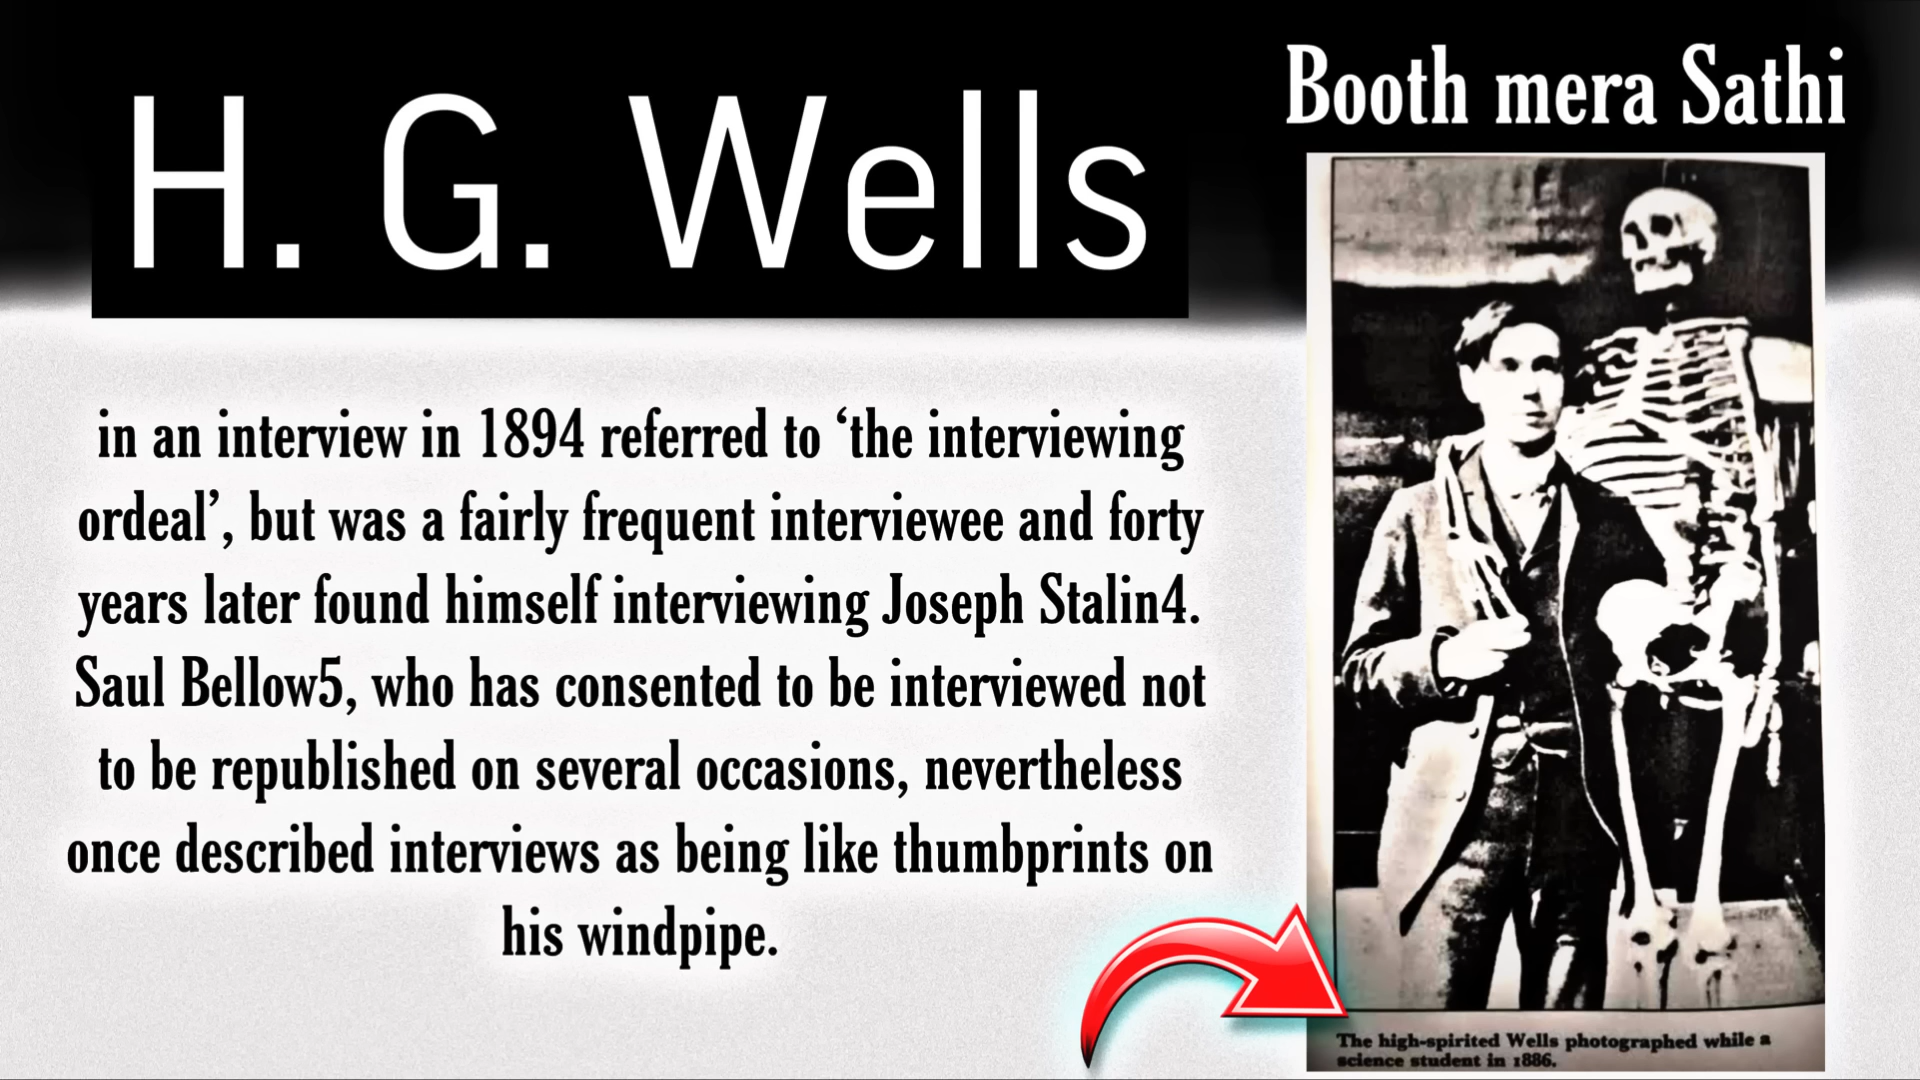 H. G. Wells
Booth mera Sathi
in an interview in 1894 referred to ‘the interviewing
ordeal’, but was a fairly frequent interviewee and forty
years later found himself interviewing Joseph Stalin4.
Saul Bellow5, who has consented to be interviewed not
to be republished on several occasions, nevertheless
once described interviews as being like thumbprints on
his windpipe.
The high-spirited Wells photographed while a
science student in 1886.